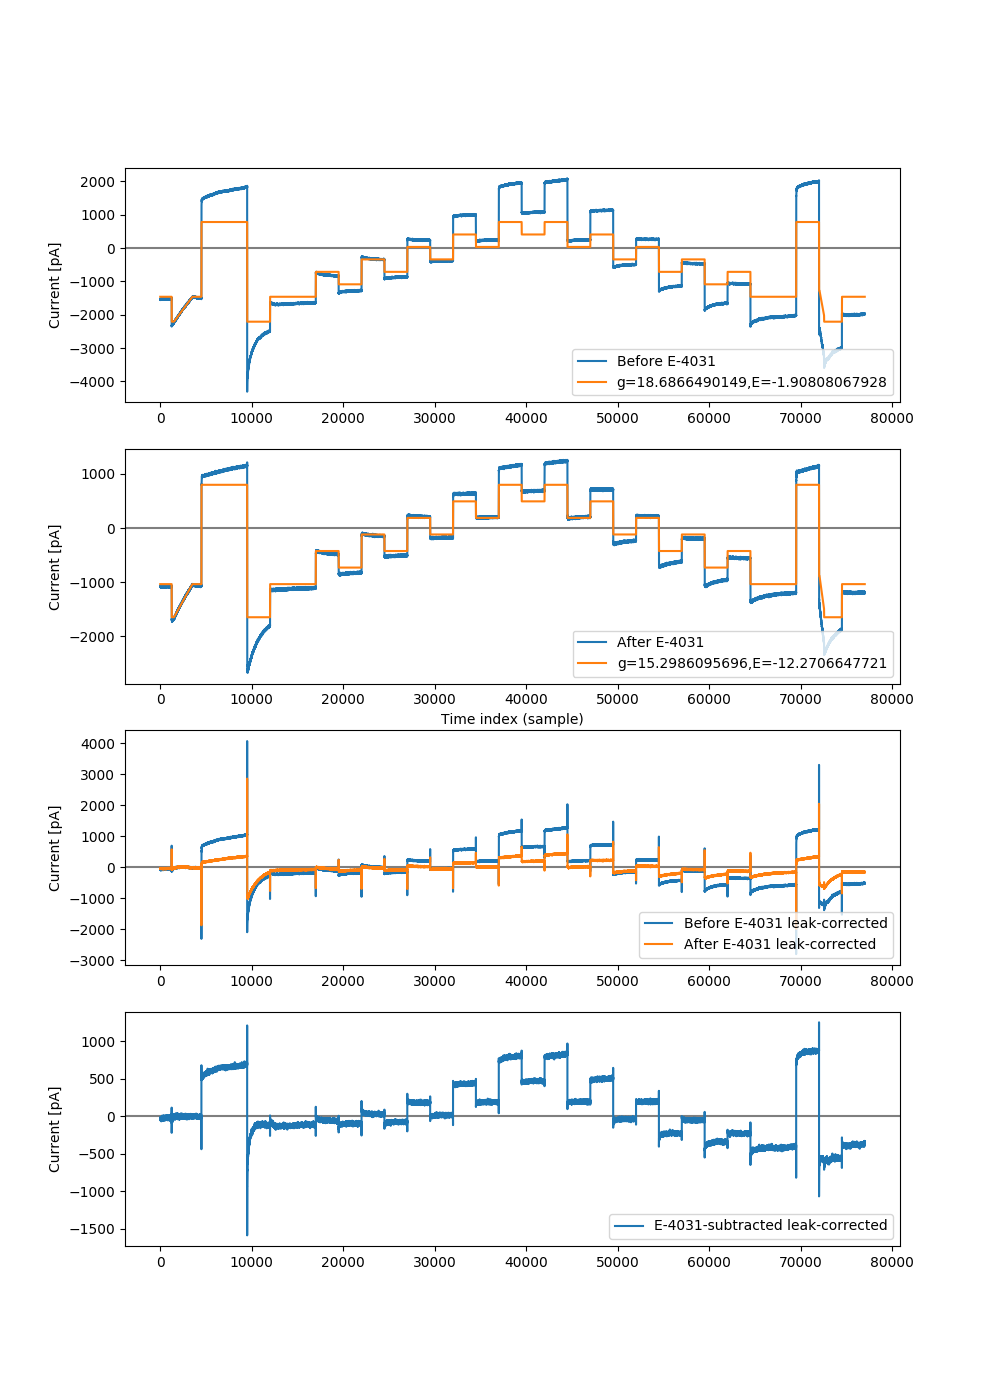 2000
1000
0
−1000
−2000
−3000
−4000
Current [pA]
Before E-4031
g=18.6866490149,E=-1.90808067928
0 10000 20000 30000 40000 50000 60000 70000 80000
1000
0
−1000
−2000
Current [pA]
After E-4031
g=15.2986095696,E=-12.2706647721
0 10000 20000 30000 40000 50000 60000 70000 80000
Time index (sample)
4000
3000
2000
1000
0
−1000
−2000
−3000
Current [pA]
Before E-4031 leak-corrected
After E-4031 leak-corrected
0 10000 20000 30000 40000 50000 60000 70000 80000
1000
500
0
−500
−1000
−1500
Current [pA]
E-4031-subtracted leak-corrected
0 10000 20000 30000 40000 50000 60000 70000 80000